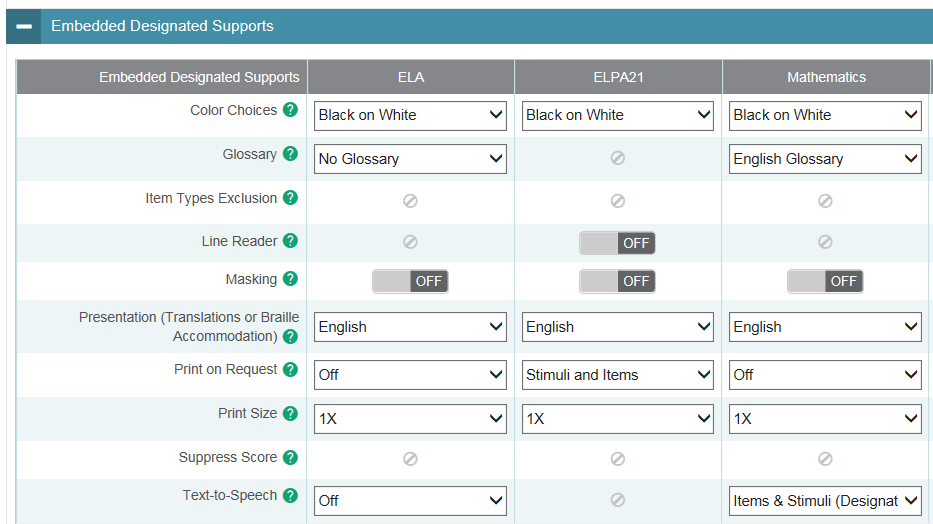 Embedded Designated Supports
Embedded Designated Supports ELA ELPA21 Mathematics
Color Choices ? Black on White Black on White Black on White
Glossary ? No Glossary English Glossary
Item Types Exclusion ?
Line Reader ? OFF
Masking ? OFF OFF OFF
Presentation (Translations or Braille
Accommodation) ? English English English
Print on Request ? Off Stimuli and Items Off
Print Size ? 1X 1X 1X
Suppress Score ?
Text-to-Speech ? Off Items & Stimuli (Designat